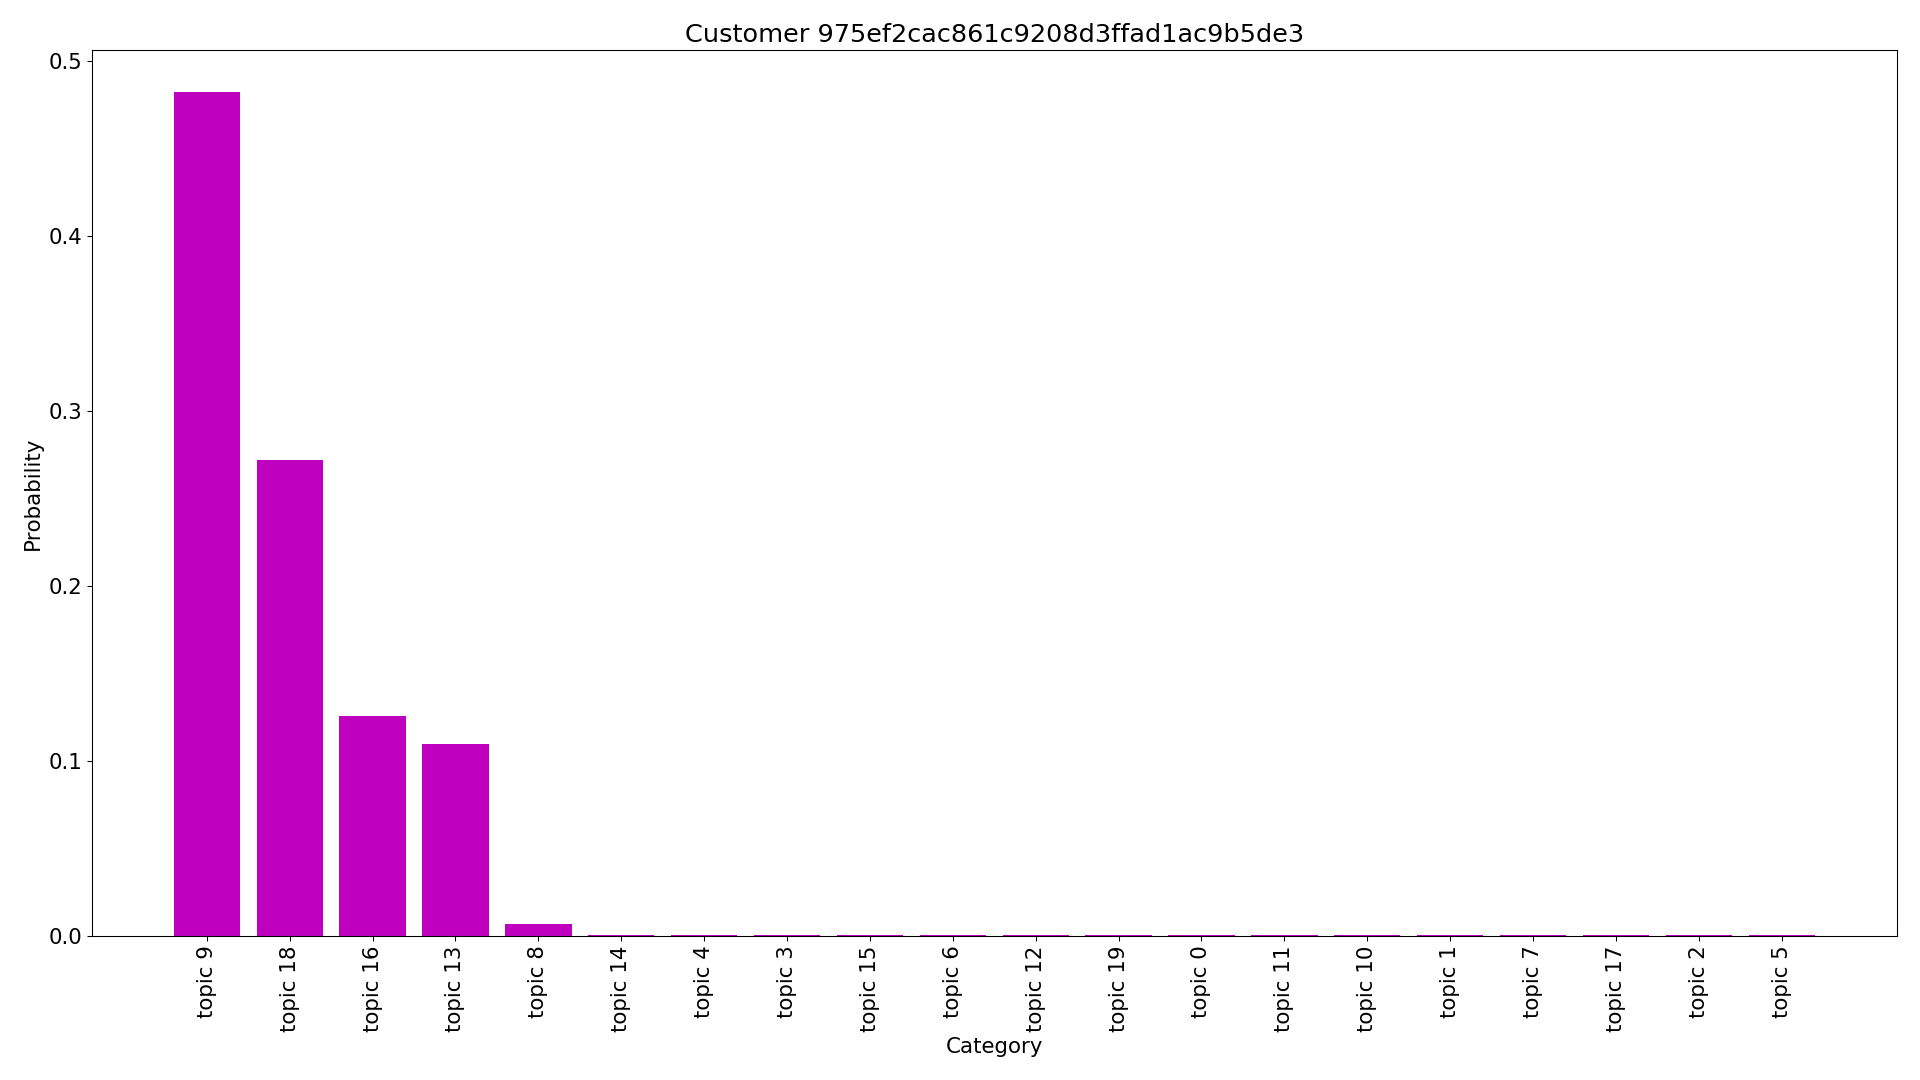 Customer 975ef2cac861c9208d3ffad1ac9b5de3
0.5
0.4
0.3
0.2
0.1
0.0
Probability
topic 9
topic 18
topic 16
topic 13
topic 8
topic 14
topic 4
topic 3
topic 15
topic 6
topic 12
topic 19
topic 0
topic 11
topic 10
topic 1
topic 7
topic 17
topic 2
topic 5
Category